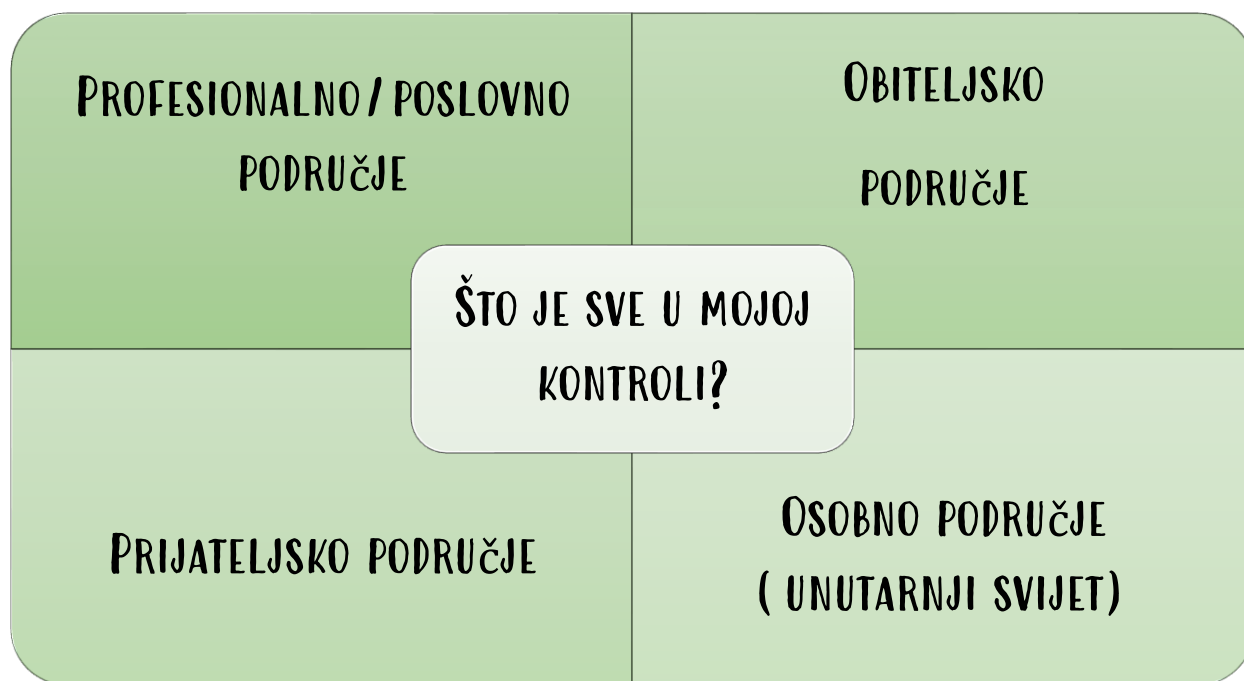 Profesionalno/poslovno
područje
Obiteljsko
područje
Što je sve u mojoj
kontroli?
Prijateljsko područje
Osobno područje
( unutarnji svijet)